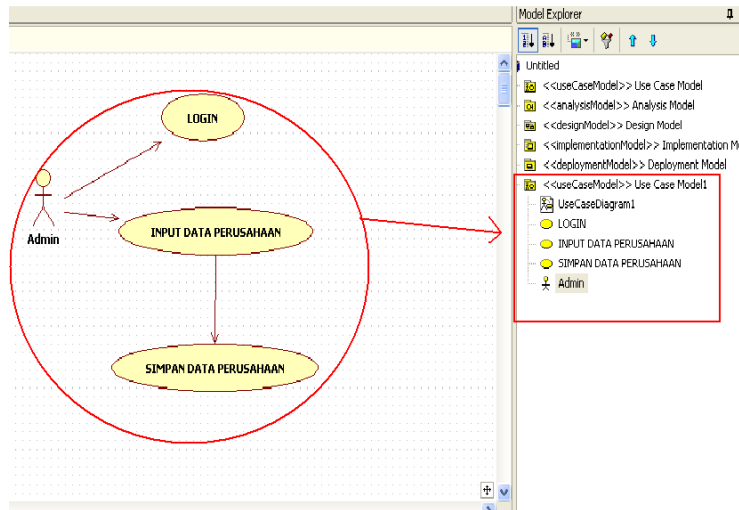 LOGIN
Admin
INPUT DATA PERUSAHAAN
SIMPAN DATA PERUSAHAAN
Model Explorer
Untitled
<<useCaseModel>> Use Case Model
<<analysisModel>> Analysis Model
<<designModel>> Design Model
<<implementationModel>> Implementation M
<<deploymentModel>> Deployment Model
<<useCaseModel>> Use Case Model1
UseCaseDiagram1
LOGIN
INPUT DATA PERUSAHAAN
SIMPAN DATA PERUSAHAAN
Admin